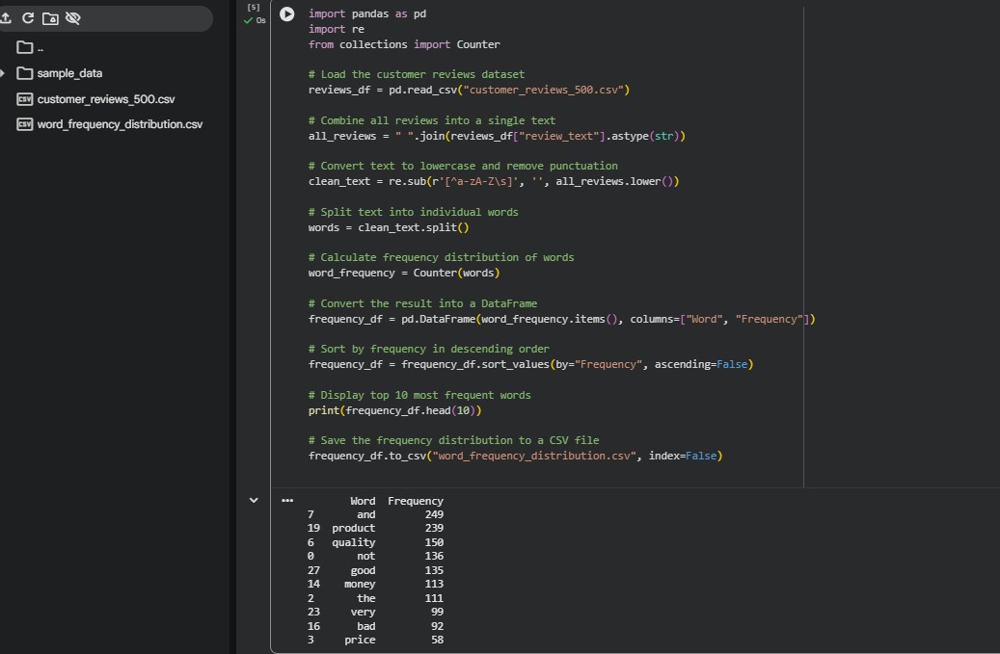 ..
sample_data
customer_reviews_500.csv
word_frequency_distribution.csv
[5]
0s
import pandas as pd
import re
from collections import Counter
# Load the customer reviews dataset
reviews_df = pd.read_csv("customer_reviews_500.csv")
# Combine all reviews into a single text
all_reviews = " ".join(reviews_df["review_text"].astype(str))
# Convert text to lowercase and remove punctuation
clean_text = re.sub(r'[^a-zA-Z\s]', '', all_reviews.lower())
# Split text into individual words
words = clean_text.split()
# Calculate frequency distribution of words
word_frequency = Counter(words)
# Convert the result into a DataFrame
frequency_df = pd.DataFrame(word_frequency.items(), columns=["Word", "Frequency"])
# Sort by frequency in descending order
frequency_df = frequency_df.sort_values(by="Frequency", ascending=False)
# Display top 10 most frequent words
print(frequency_df.head(10))
# Save the frequency distribution to a CSV file
frequency_df.to_csv("word_frequency_distribution.csv", index=False)
Word Frequency
7 and 249
19 product 239
6 quality 150
0 not 136
27 good 135
14 money 113
2 the 111
23 very 99
16 bad 92
3 price 58